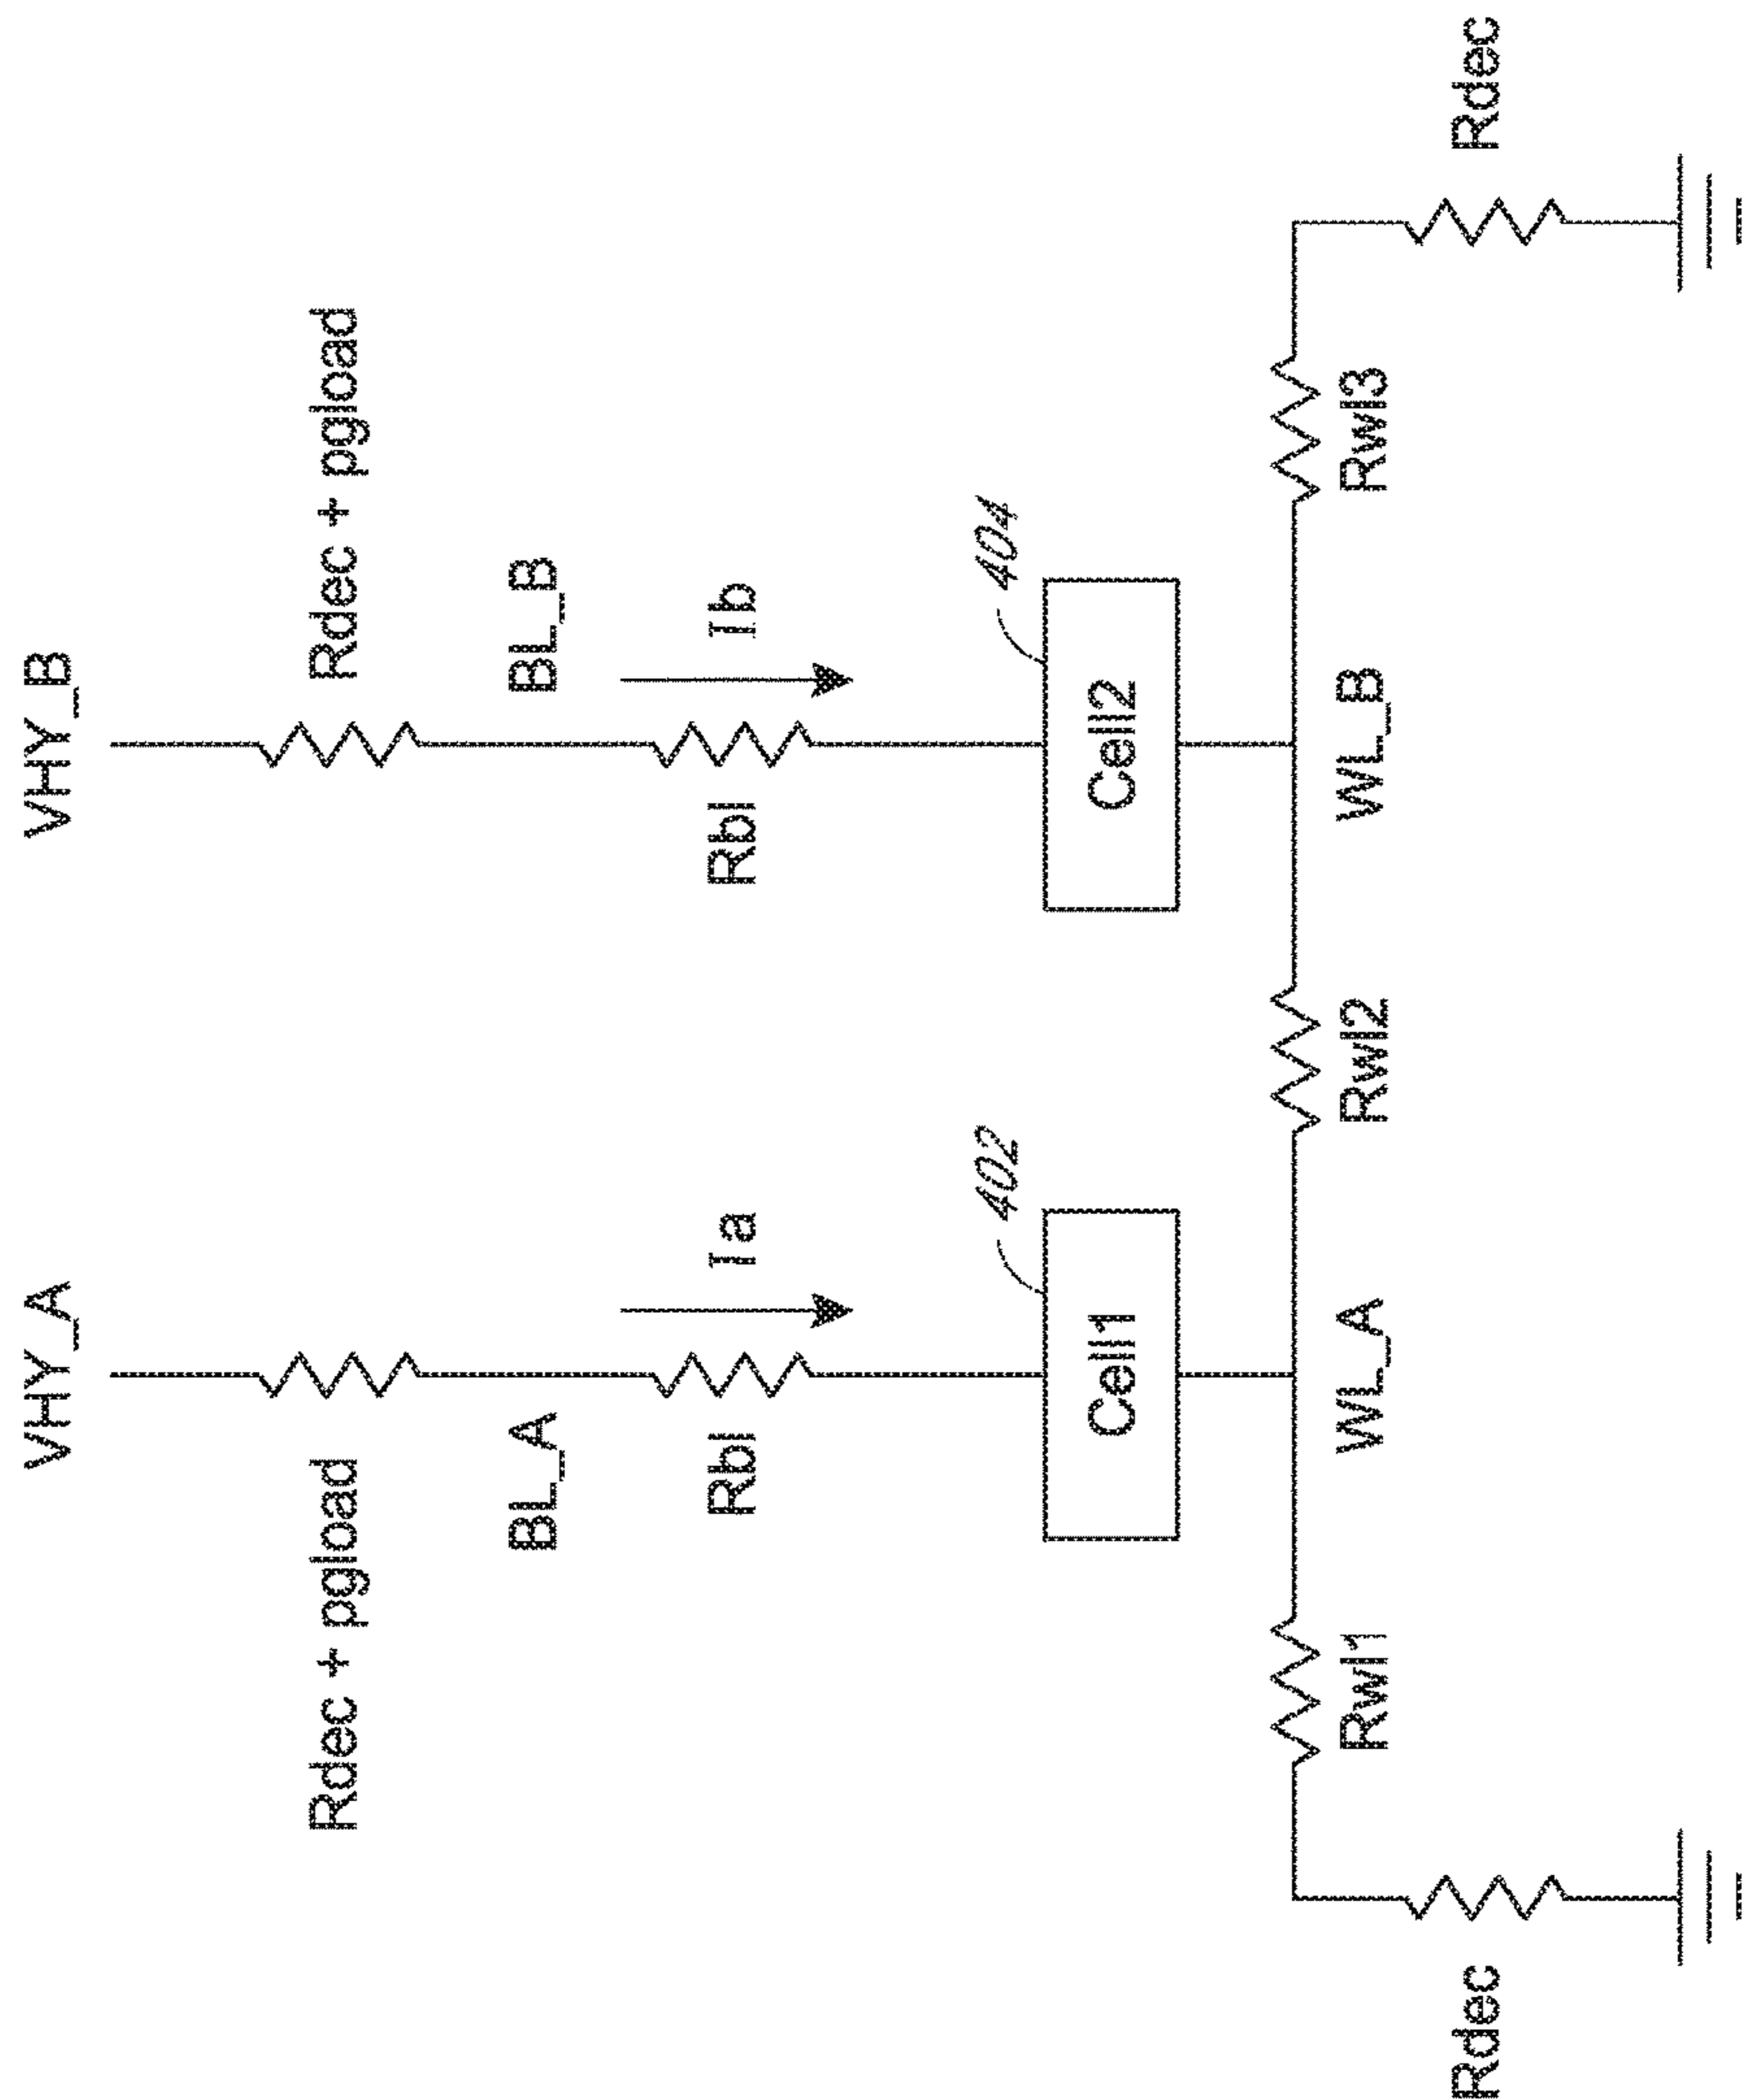 VHY_A
VHY_B
Rdec + pgload
Rdec + pgload
BL_A
BL_B
Rbl
Ia
Rbl
Ib
402
404
Cell1
Cell2
Rwl1
WL_A
Rwl2
WL_B
Rwl3
Rdec
Rdec